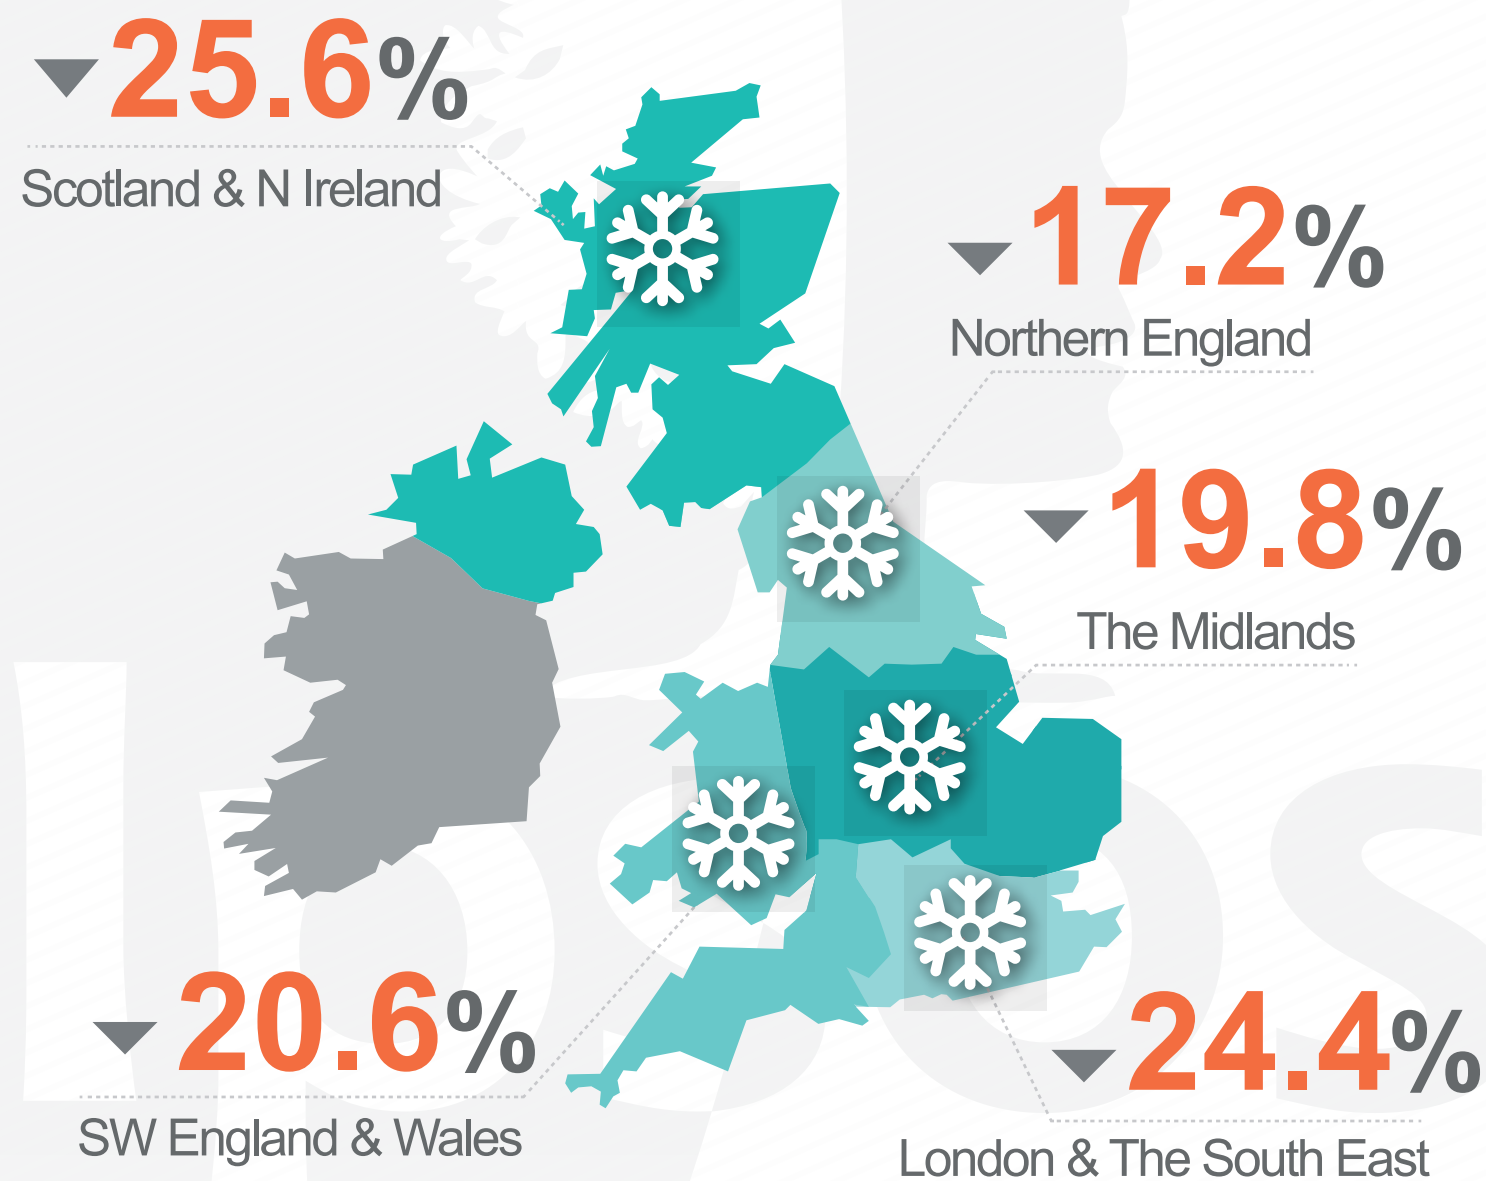 ▼25.6%
Scotland & N Ireland
▼17.2%
Northern England
▼19.8%
The Midlands
▼20.6%
SW England & Wales
▼24.4%
London & The South East
Ipsos